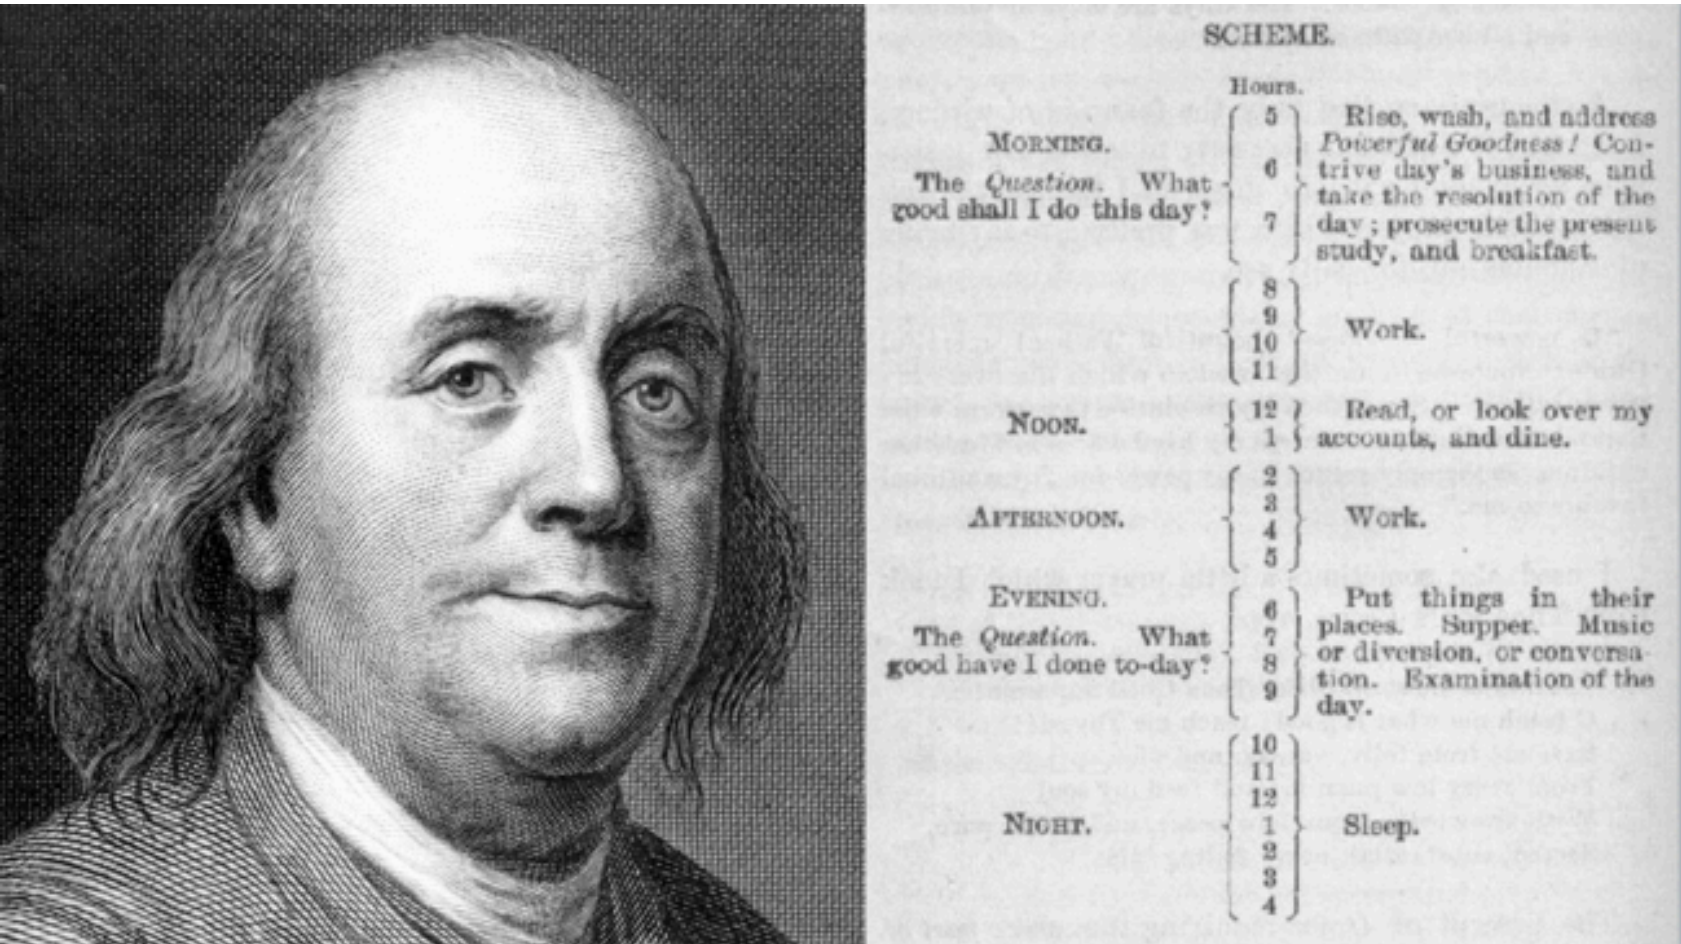 SCHEME.
Hours.
MORNING.
The Question. What
good shall I do this day?
5
6
7
Rise, wash, and address
Powerful Goodness! Con-
trive day's business, and
take the resolution of the
day; prosecute the present
study, and breakfast.
8
9
10
11
Work.
NOON.
12
1
Read, or look over my
accounts, and dine.
AFTERNOON.
2
3
4
5
Work.
EVENING.
The Question. What
good have I done to-day?
6
7
8
9
Put things in their
places. Supper. Music
or diversion, or conversa-
tion. Examination of the
day.
NIGHT.
10
11
12
1
2
3
4
Sleep.